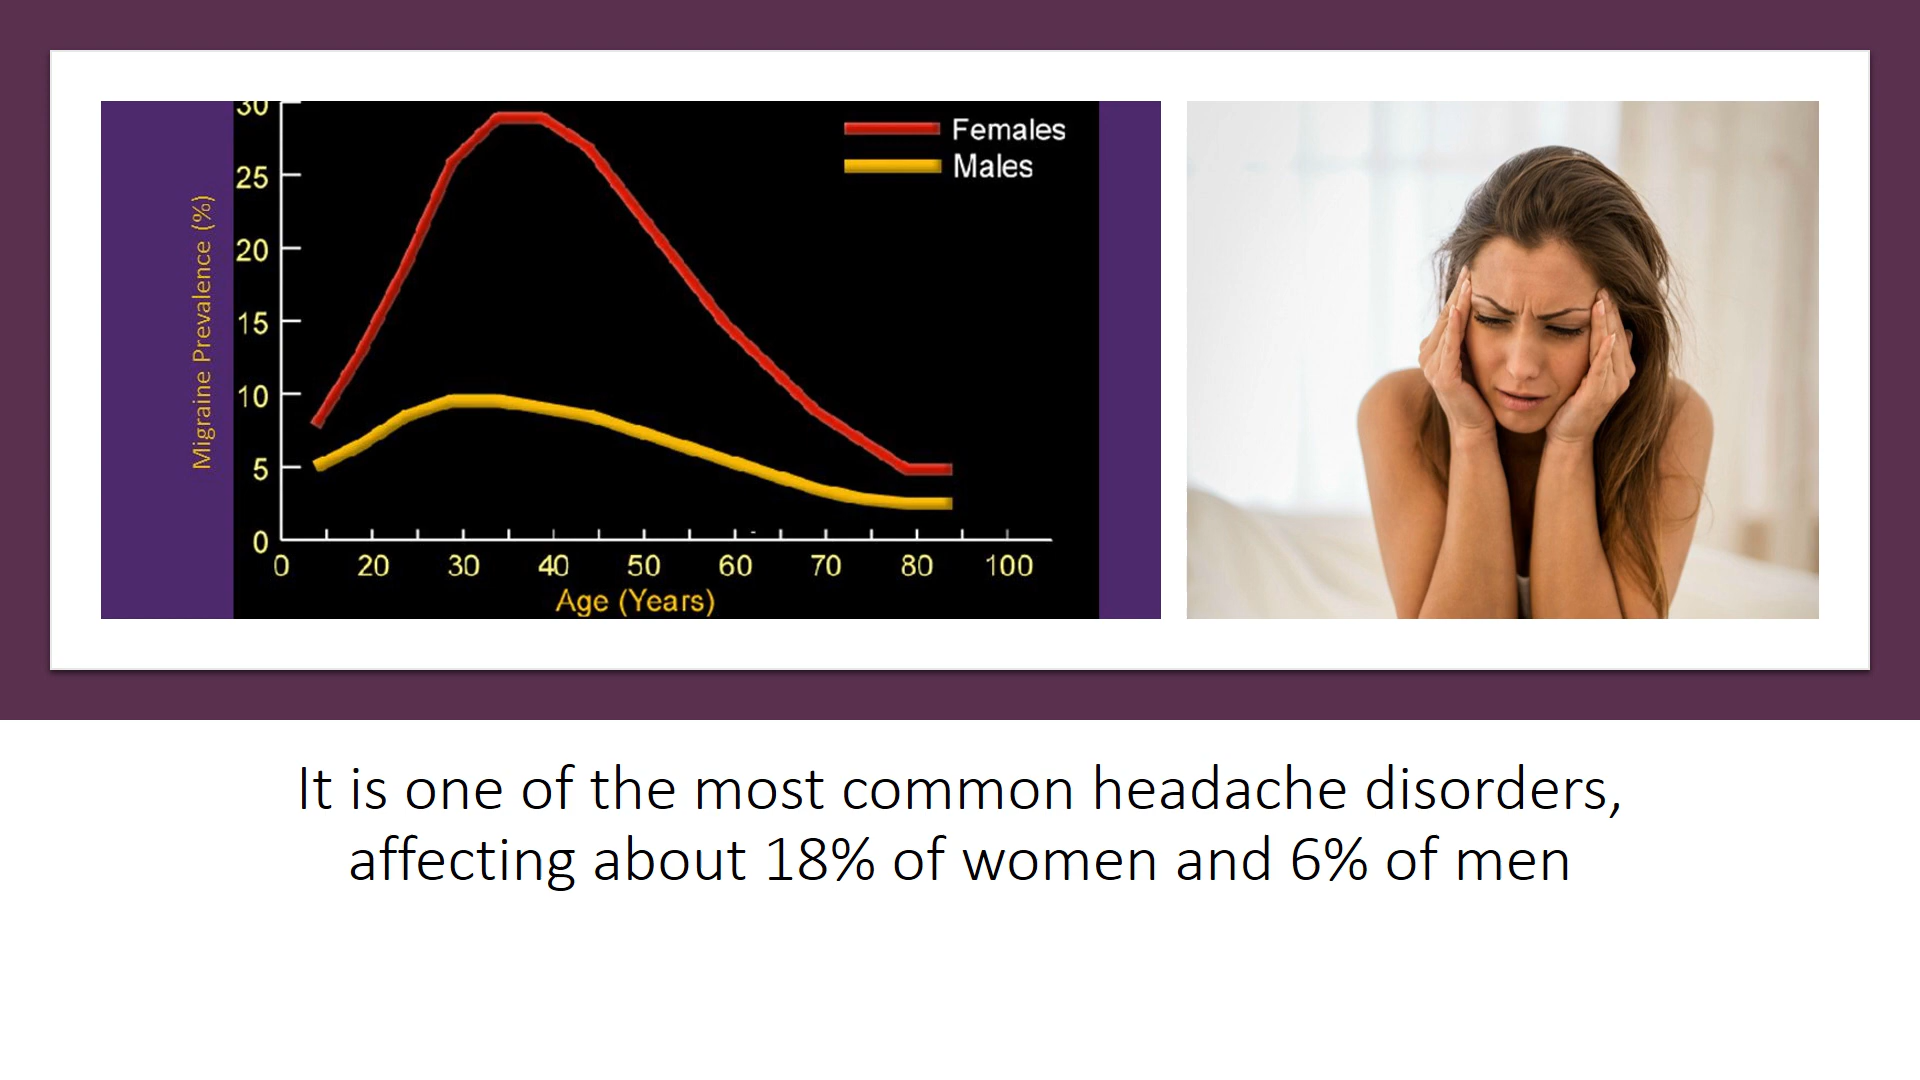 30
25
20
15
10
5
0
Migraine Prevalence (%)
Females
Males
0 20 30 40 50 60 70 80 100
Age (Years)
It is one of the most common headache disorders,
affecting about 18% of women and 6% of men